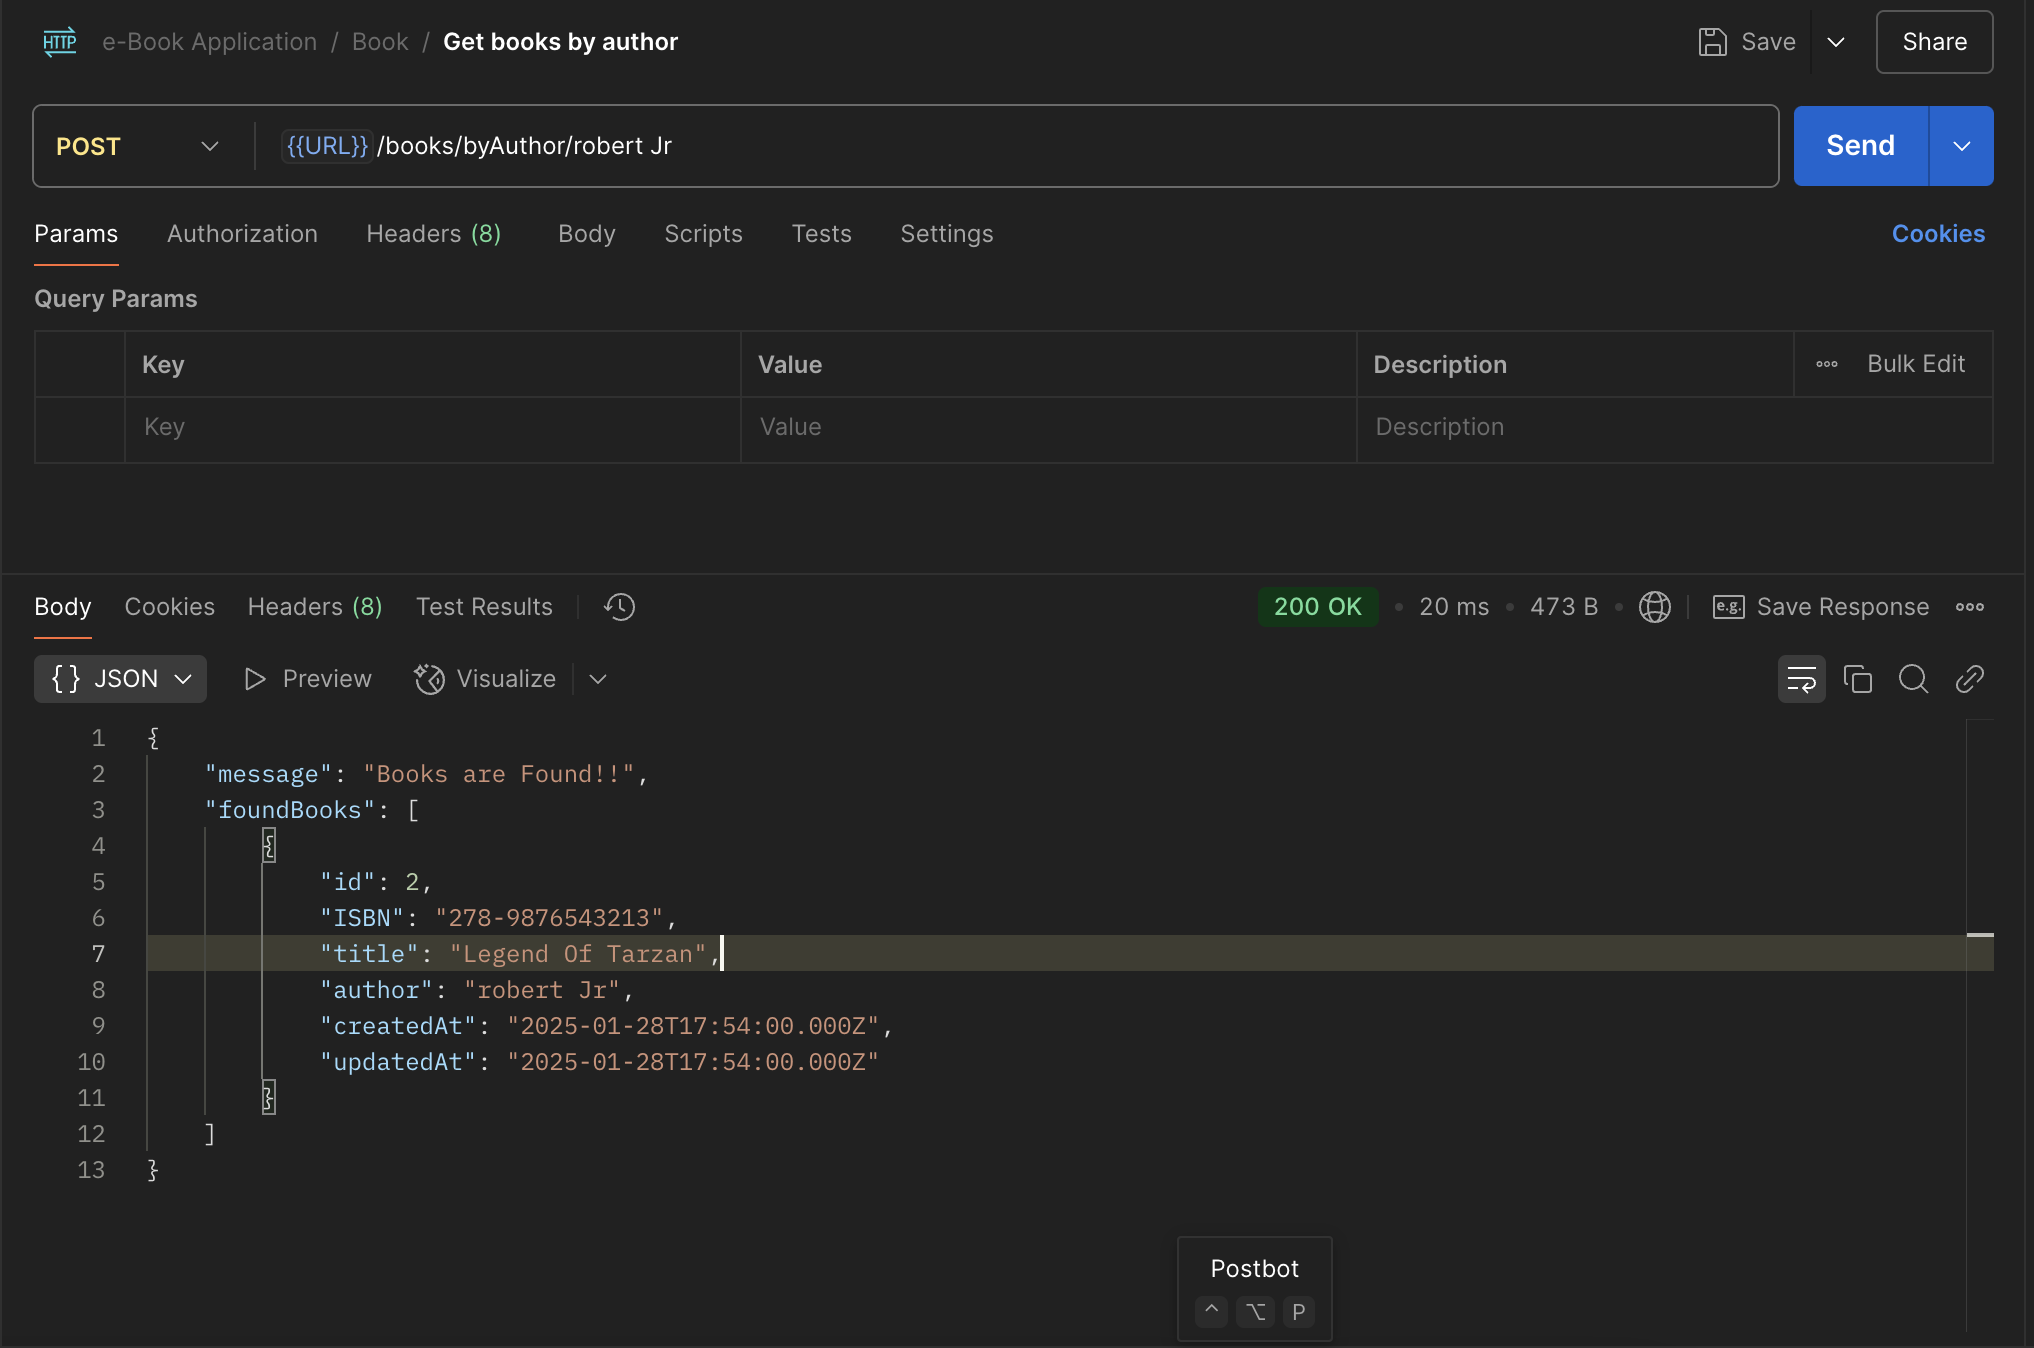 HTTP e-Book Application / Book / Get books by author Save Share
POST {{URL}} /books/byAuthor/robert Jr Send
Params Authorization Headers (8) Body Scripts Tests Settings Cookies
Query Params
Key Value Description Bulk Edit
Key Value Description
Body Cookies Headers (8) Test Results 200 OK • 20 ms • 473 B • e.g. Save Response
{} JSON Preview Visualize
1 {
2 "message": "Books are Found!!",
3 "foundBooks": [
4 {
5 "id": 2,
6 "ISBN": "278-9876543213",
7 "title": "Legend Of Tarzan",
8 "author": "robert Jr",
9 "createdAt": "2025-01-28T17:54:00.000Z",
10 "updatedAt": "2025-01-28T17:54:00.000Z"
11 }
12 ]
13 }
Postbot
^ ⌥ P